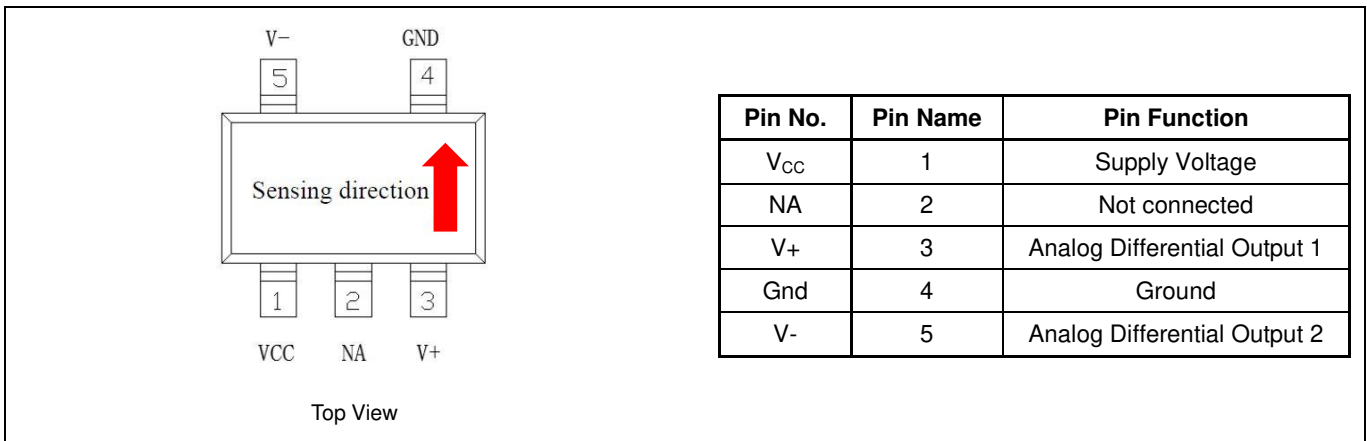 V- GND
5 4
Sensing direction
1 2 3
VCC NA V+
Top View
Pin No. Pin Name Pin Function
V_CC 1 Supply Voltage
NA 2 Not connected
V+ 3 Analog Differential Output 1
Gnd 4 Ground
V- 5 Analog Differential Output 2